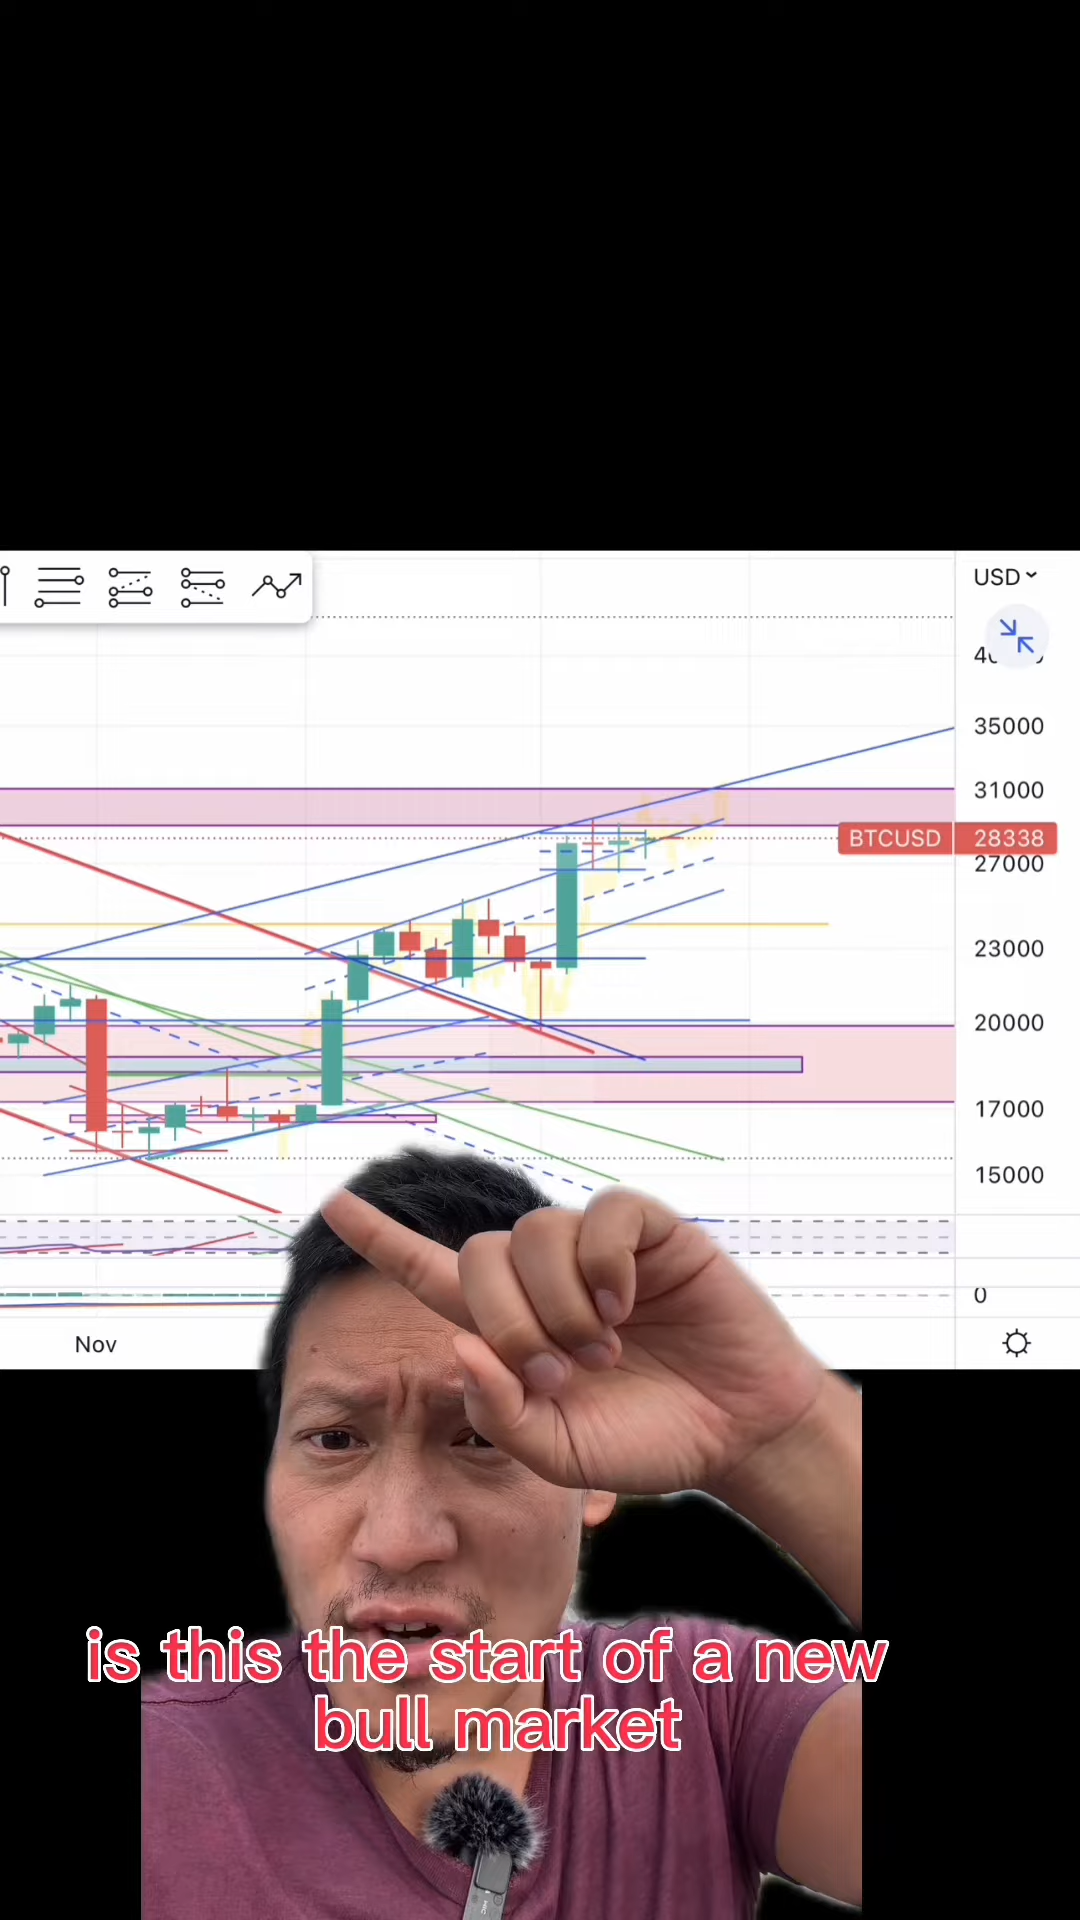 USD
35000
31000
BTCUSD 28338
27000
23000
20000
17000
15000
0
Nov
is this the start of a new
bull market